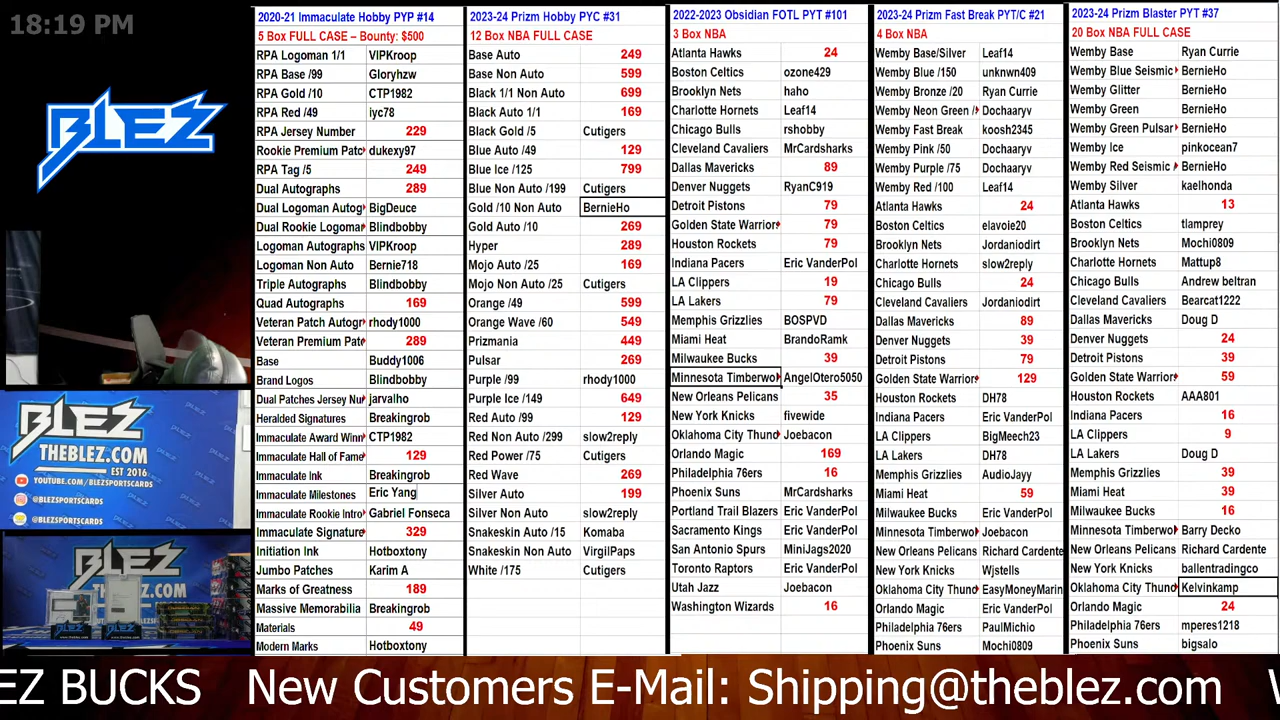 18:19 PM
BLEZ
BLEZ
THEBLEZ.COM
EST 2016
YOUTUBE.COM/BLEZSPORTSCARDS
@BLEZSPORTSCARDS
@BLEZSPORTSCARDS
BLEZ
THEBLEZ.COM
2020-21 Immaculate Hobby PYP #14
5 Box FULL CASE – Bounty: $500
RPA Logoman 1/1 VIPKroop
RPA Base /99 Gloryhzw
RPA Gold /10 CTP1982
RPA Red /49 iyc78
RPA Jersey Number 229
Rookie Premium Patc dukexy97
RPA Tag /5 249
Dual Autographs 289
Dual Logoman Autog BigDeuce
Dual Rookie Logoma Blindbobby
Logoman Autographs VIPKroop
Logoman Non Auto Bernie718
Triple Autographs Blindbobby
Quad Autographs 169
Veteran Patch Autogr rhody1000
Veteran Premium Patc 289
Base Buddy1006
Brand Logos Blindbobby
Dual Patches Jersey Nu jarvalho
Heralded Signatures Breakingrob
Immaculate Award Winn CTP1982
Immaculate Hall of Fame 129
Immaculate Ink Breakingrob
Immaculate Milestones Eric Yang
Immaculate Rookie Intro Gabriel Fonseca
Immaculate Signature 329
Initiation Ink Hotboxtony
Jumbo Patches Karim A
Marks of Greatness 189
Massive Memorabilia Breakingrob
Materials 49
Modern Marks Hotboxtony
2023-24 Prizm Hobby PYC #31
12 Box NBA FULL CASE
Base Auto 249
Base Non Auto 599
Black 1/1 Non Auto 699
Black Auto 1/1 169
Black Gold /5 Cutigers
Blue Auto /49 129
Blue Ice /125 799
Blue Non Auto /199 Cutigers
Gold /10 Non Auto BernieHo
Gold Auto /10 269
Hyper 289
Mojo Auto /25 169
Mojo Non Auto /25 Cutigers
Orange /49 599
Orange Wave /60 549
Prizmania 449
Pulsar 269
Purple /99 rhody1000
Purple Ice /149 649
Red Auto /99 129
Red Non Auto /299 slow2reply
Red Power /75 Cutigers
Red Wave 269
Silver Auto 199
Silver Non Auto slow2reply
Snakeskin Auto /15 Komaba
Snakeskin Non Auto VirgilPaps
White /175 Cutigers
2022-2023 Obsidian FOTL PYT #101
3 Box NBA
Atlanta Hawks 24
Boston Celtics ozone429
Brooklyn Nets haho
Charlotte Hornets Leaf14
Chicago Bulls rshobby
Cleveland Cavaliers MrCardsharks
Dallas Mavericks 89
Denver Nuggets RyanC919
Detroit Pistons 79
Golden State Warrior 79
Houston Rockets 79
Indiana Pacers Eric VanderPol
LA Clippers 19
LA Lakers 79
Memphis Grizzlies BOSPVD
Miami Heat BrandoRamk
Milwaukee Bucks 39
Minnesota Timberwol AngelOtero5050
New Orleans Pelicans 35
New York Knicks fivewide
Oklahoma City Thund Joebacon
Orlando Magic 169
Philadelphia 76ers 16
Phoenix Suns MrCardsharks
Portland Trail Blazers Eric VanderPol
Sacramento Kings Eric VanderPol
San Antonio Spurs MiniJags2020
Toronto Raptors Eric VanderPol
Utah Jazz Joebacon
Washington Wizards 16
2023-24 Prizm Fast Break PYT/C #21
4 Box NBA
Wemby Base/Silver Leaf14
Wemby Blue /150 unknwn409
Wemby Bronze /20 Ryan Currie
Wemby Neon Green / Dochaaryv
Wemby Fast Break koosh2345
Wemby Pink /50 Dochaaryv
Wemby Purple /75 Dochaaryv
Wemby Red /100 Leaf14
Atlanta Hawks 24
Boston Celtics elavoie20
Brooklyn Nets Jordaniodirt
Charlotte Hornets slow2reply
Chicago Bulls 24
Cleveland Cavaliers Jordaniodirt
Dallas Mavericks 89
Denver Nuggets 39
Detroit Pistons 79
Golden State Warrior 129
Houston Rockets DH78
Indiana Pacers Eric VanderPol
LA Clippers BigMeech23
LA Lakers DH78
Memphis Grizzlies AudioJayy
Miami Heat 59
Milwaukee Bucks Eric VanderPol
Minnesota Timberwo Joebacon
New Orleans Pelicans Richard Cardente
New York Knicks Wjstells
Oklahoma City Thund EasyMoneyMarin
Orlando Magic Eric VanderPol
Philadelphia 76ers PaulMichio
Phoenix Suns Mochi0809
2023-24 Prizm Blaster PYT #37
20 Box NBA FULL CASE
Wemby Base Ryan Currie
Wemby Blue Seismic BernieHo
Wemby Glitter BernieHo
Wemby Green BernieHo
Wemby Green Pulsar BernieHo
Wemby Ice pinkocean7
Wemby Red Seismic BernieHo
Wemby Silver kaelhonda
Atlanta Hawks 13
Boston Celtics tlamprey
Brooklyn Nets Mochi0809
Charlotte Hornets Mattup8
Chicago Bulls Andrew beltran
Cleveland Cavaliers Bearcat1222
Dallas Mavericks Doug D
Denver Nuggets 24
Detroit Pistons 39
Golden State Warrior 59
Houston Rockets AAA801
Indiana Pacers 16
LA Clippers 9
LA Lakers Doug D
Memphis Grizzlies 39
Miami Heat 39
Milwaukee Bucks 16
Minnesota Timberwo Barry Decko
New Orleans Pelicans Richard Cardente
New York Knicks ballentradingco
Oklahoma City Thund Kelvinkamp
Orlando Magic 24
Philadelphia 76ers mperes1218
Phoenix Suns bigsalo
EZ BUCKS New Customers E-Mail: Shipping@theblez.com